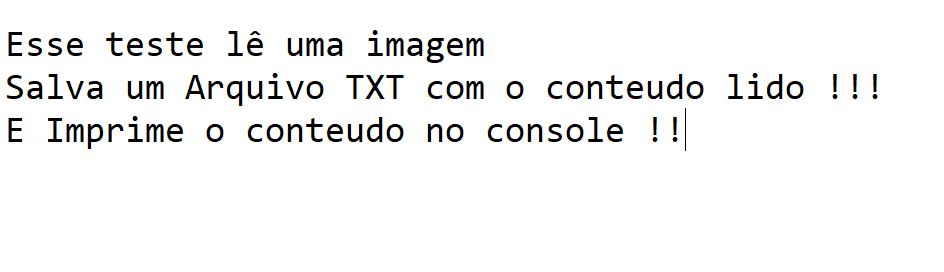 Esse teste lê uma imagem
Salva um Arquivo TXT com o conteudo lido !!!
E Imprime o conteudo no console !!